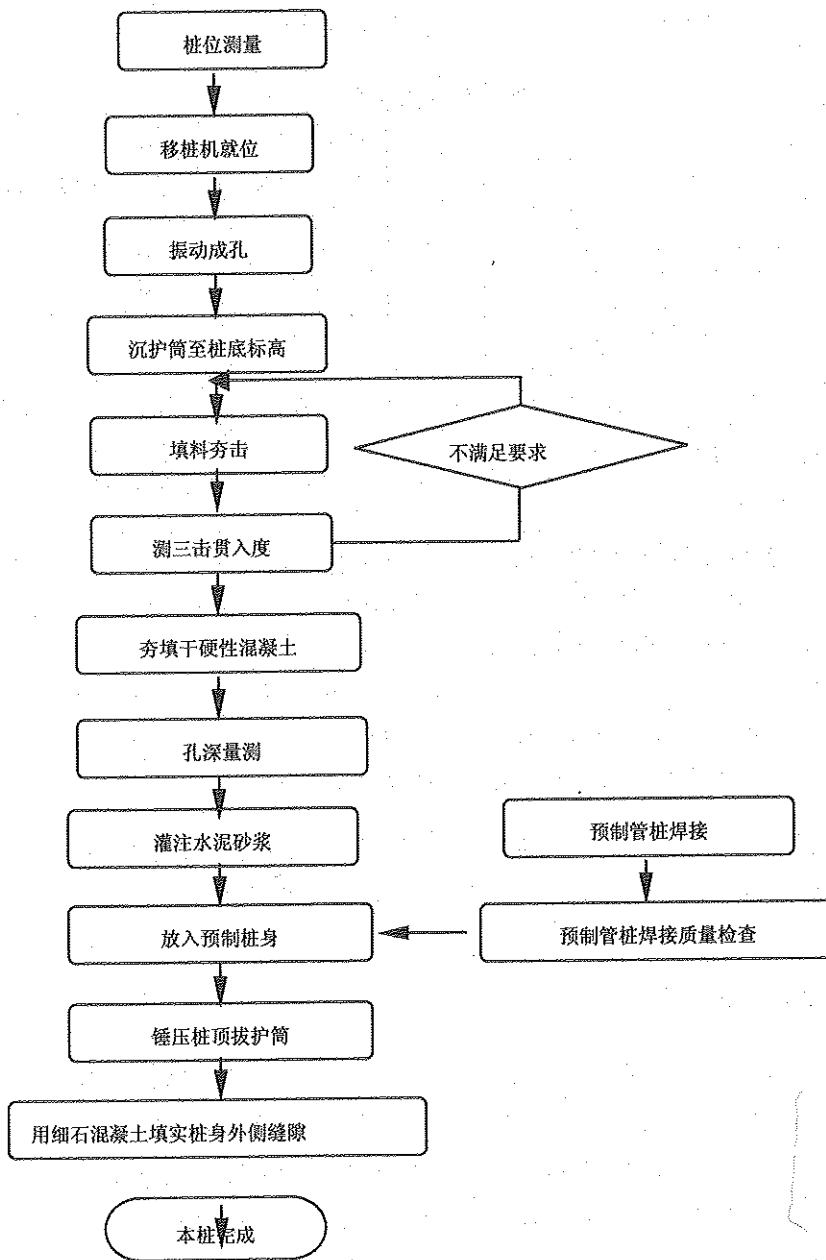 桩位测量
移桩机就位
振动成孔
沉护筒至桩底标高
填料夯击
不满足要求
测三击贯入度
夯填干硬性混凝土
孔深量测
灌注水泥砂浆
预制管桩焊接
放入预制桩身
预制管桩焊接质量检查
锤压桩顶拔护筒
用细石混凝土填实桩身外侧缝隙
本桩完成